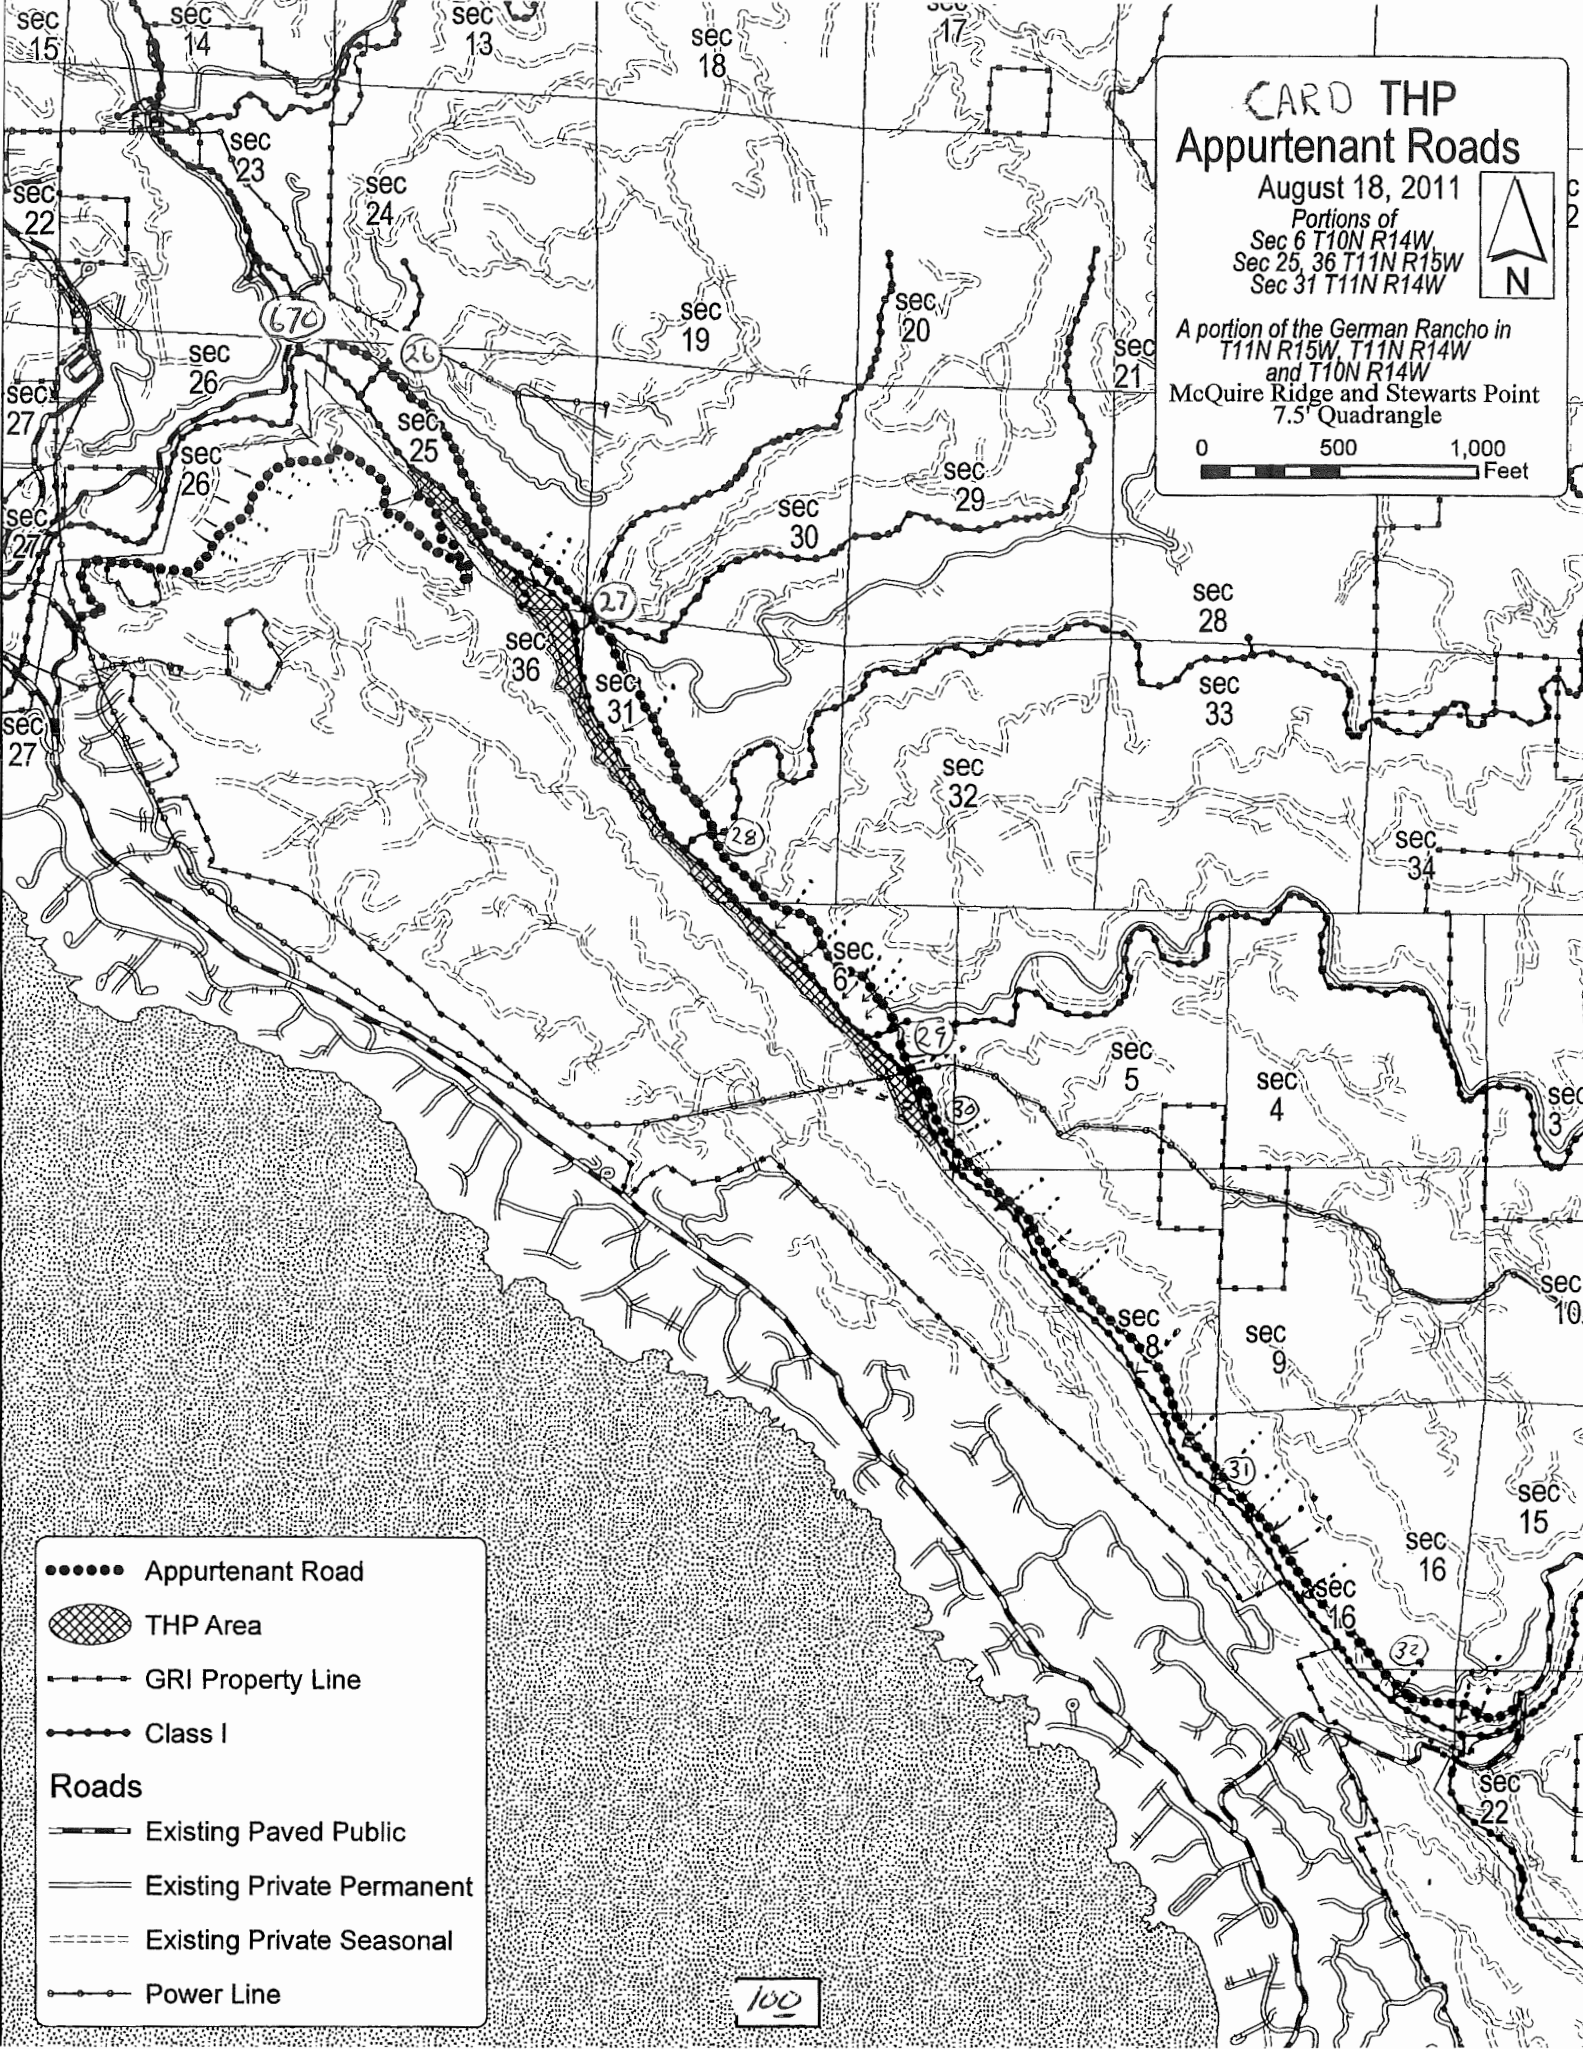 sec
15
sec
14
sec
13
sec
18
sec
17
CARD THP
Appurtenant Roads
August 18, 2011
Portions of
Sec 6 T10N R14W,
Sec 25, 36 T11N R15W
Sec 31 T11N R14W
N
A portion of the German Rancho in
T11N R15W, T11N R14W
and T10N R14W
McQuire Ridge and Stewarts Point
7.5' Quadrangle
0 500 1,000
Feet
sec
22
sec
23
sec
24
sec
19
sec
20
sec
21
670
26
sec
27
sec
26
sec
25
sec
26
sec
27
sec
30
sec
29
sec
28
27
sec
36
sec
31
sec
27
sec
33
sec
32
sec
34
28
sec
6
29
sec
5
sec
4
sec
3
30
sec
8
sec
9
sec
10
31
sec
15
sec
16
sec
16
32
sec
22
Appurtenant Road
THP Area
GRI Property Line
Class I
Roads
Existing Paved Public
Existing Private Permanent
Existing Private Seasonal
Power Line
100